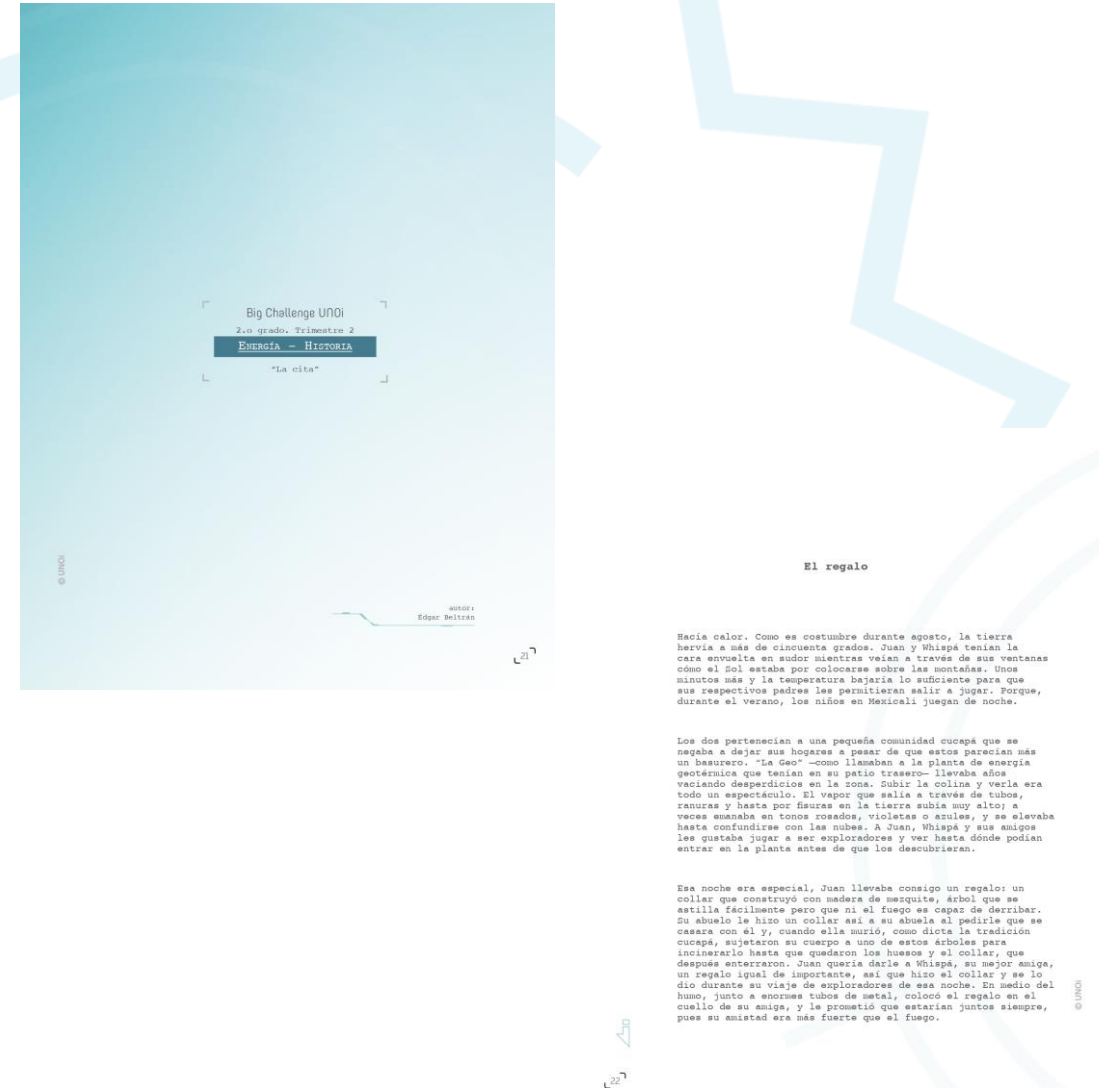 Big Challenge UNOi
2.o grado. Trimestre 2
ENERGÍA – HISTORIA
"La cita"
© UNOi
autor:
Édgar Beltrán
21
El regalo
Hacía calor. Como es costumbre durante agosto, la tierra
hervía a más de cincuenta grados. Juan y Whispá tenían la
cara envuelta en sudor mientras veían a través de sus ventanas
cómo el Sol estaba por colocarse sobre las montañas. Unos
minutos más y la temperatura bajaría lo suficiente para que
sus respectivos padres les permitieran salir a jugar. Porque,
durante el verano, los niños en Mexicali juegan de noche.
Los dos pertenecían a una pequeña comunidad cucapá que se
negaba a dejar sus hogares a pesar de que estos parecían más
un basurero. "La Geo" —como llamaban a la planta de energía
geotérmica que tenían en su patio trasero— llevaba años
vaciando desperdicios en la zona. Subir la colina y verla era
todo un espectáculo. El vapor que salía a través de tubos,
ranuras y hasta por fisuras en la tierra subía muy alto; a
veces emanaba en tonos rosados, violetas o azules, y se elevaba
hasta confundirse con las nubes. A Juan, Whispá y sus amigos
les gustaba jugar a ser exploradores y ver hasta dónde podían
entrar en la planta antes de que los descubrieran.
Esa noche era especial, Juan llevaba consigo un regalo: un
collar que construyó con madera de mezquite, árbol que se
astilla fácilmente pero que ni el fuego es capaz de derribar.
Su abuelo le hizo un collar así a su abuela al pedirle que se
casara con él y, cuando ella murió, como dicta la tradición
cucapá, sujetaron su cuerpo a uno de estos árboles para
incinerarlo hasta que quedaron los huesos y el collar, que
después enterraron. Juan quería darle a Whispá, su mejor amiga,
un regalo igual de importante, así que hizo el collar y se lo
dio durante su viaje de exploradores de esa noche. En medio del
humo, junto a enormes tubos de metal, colocó el regalo en el
cuello de su amiga, y le prometió que estarían juntos siempre,
pues su amistad era más fuerte que el fuego.
© UNOi
22